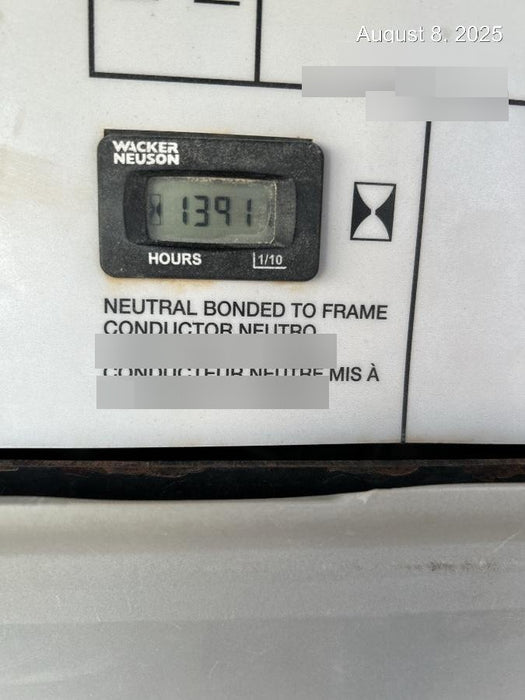 August 8, 2025
WACKER
NEUSON
1391
HOURS
1/10
NEUTRAL BONDED TO FRAME
CONDUCTOR NEUTRO
CONDUCTEUR NEUTRE MIS À